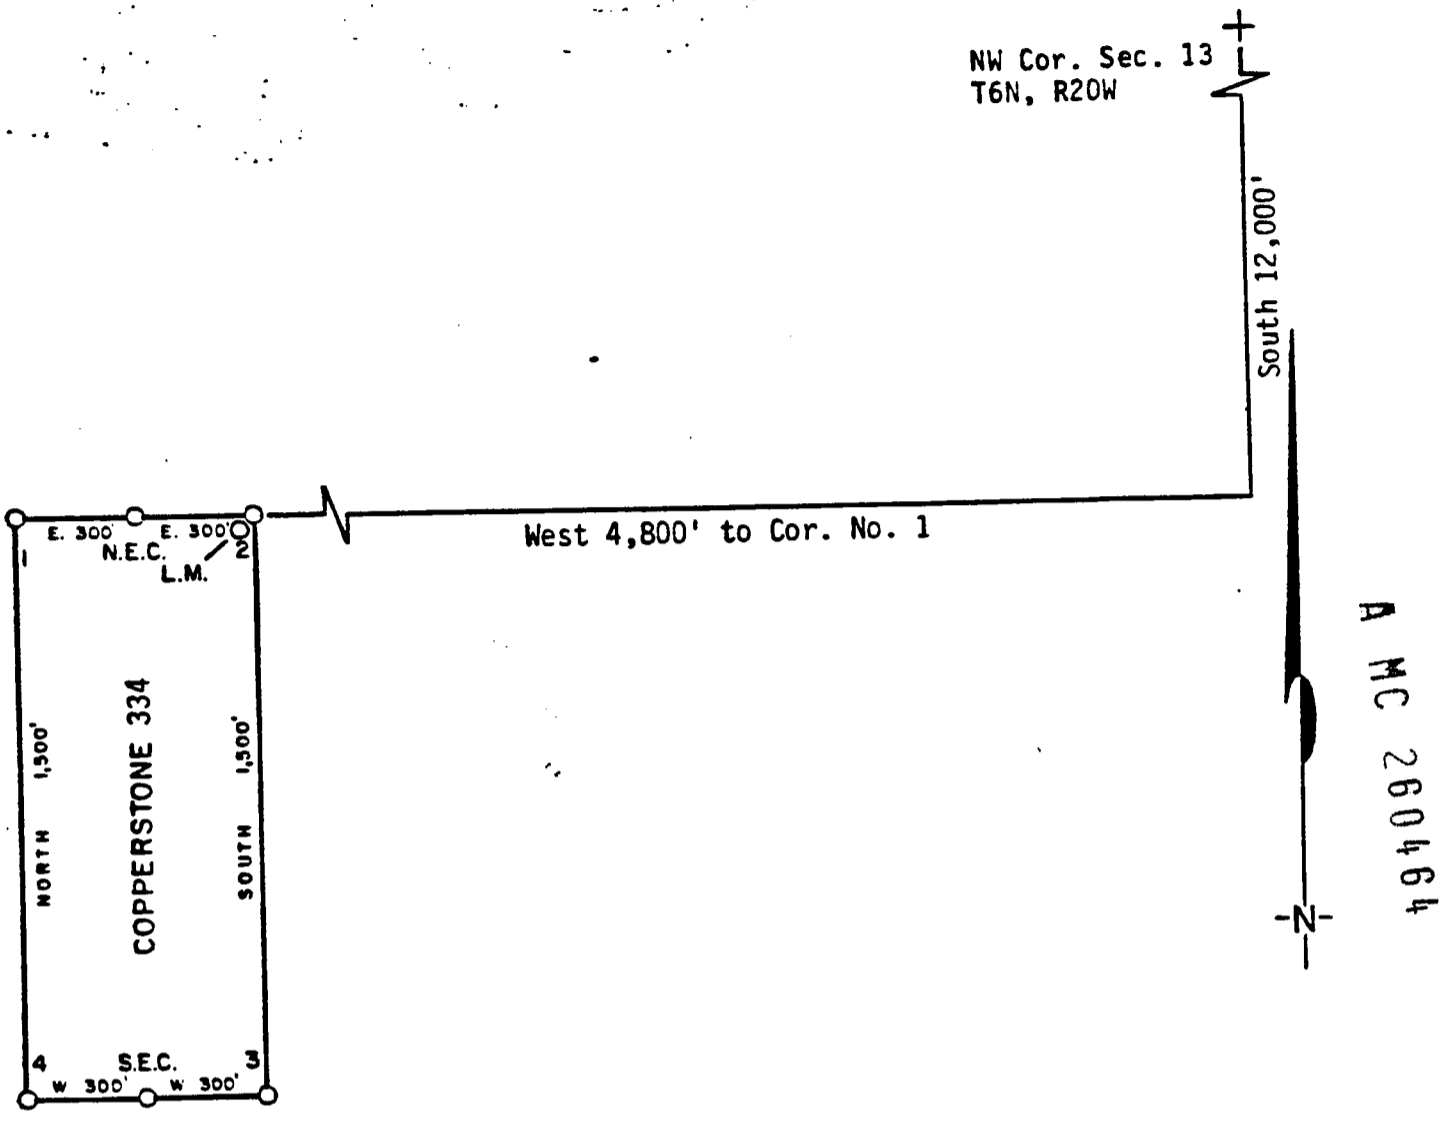 NW Cor. Sec. 13
T6N, R20W
South 12,000'
West 4,800' to Cor. No. 1
E. 300' E. 300'
1 N.E.C. 2
L.M.
NORTH 1,500'
COPPERSTONE 334
SOUTH 1,500'
4 S.E.C. 3
W 300' W 300'
A MC 260464
-N-